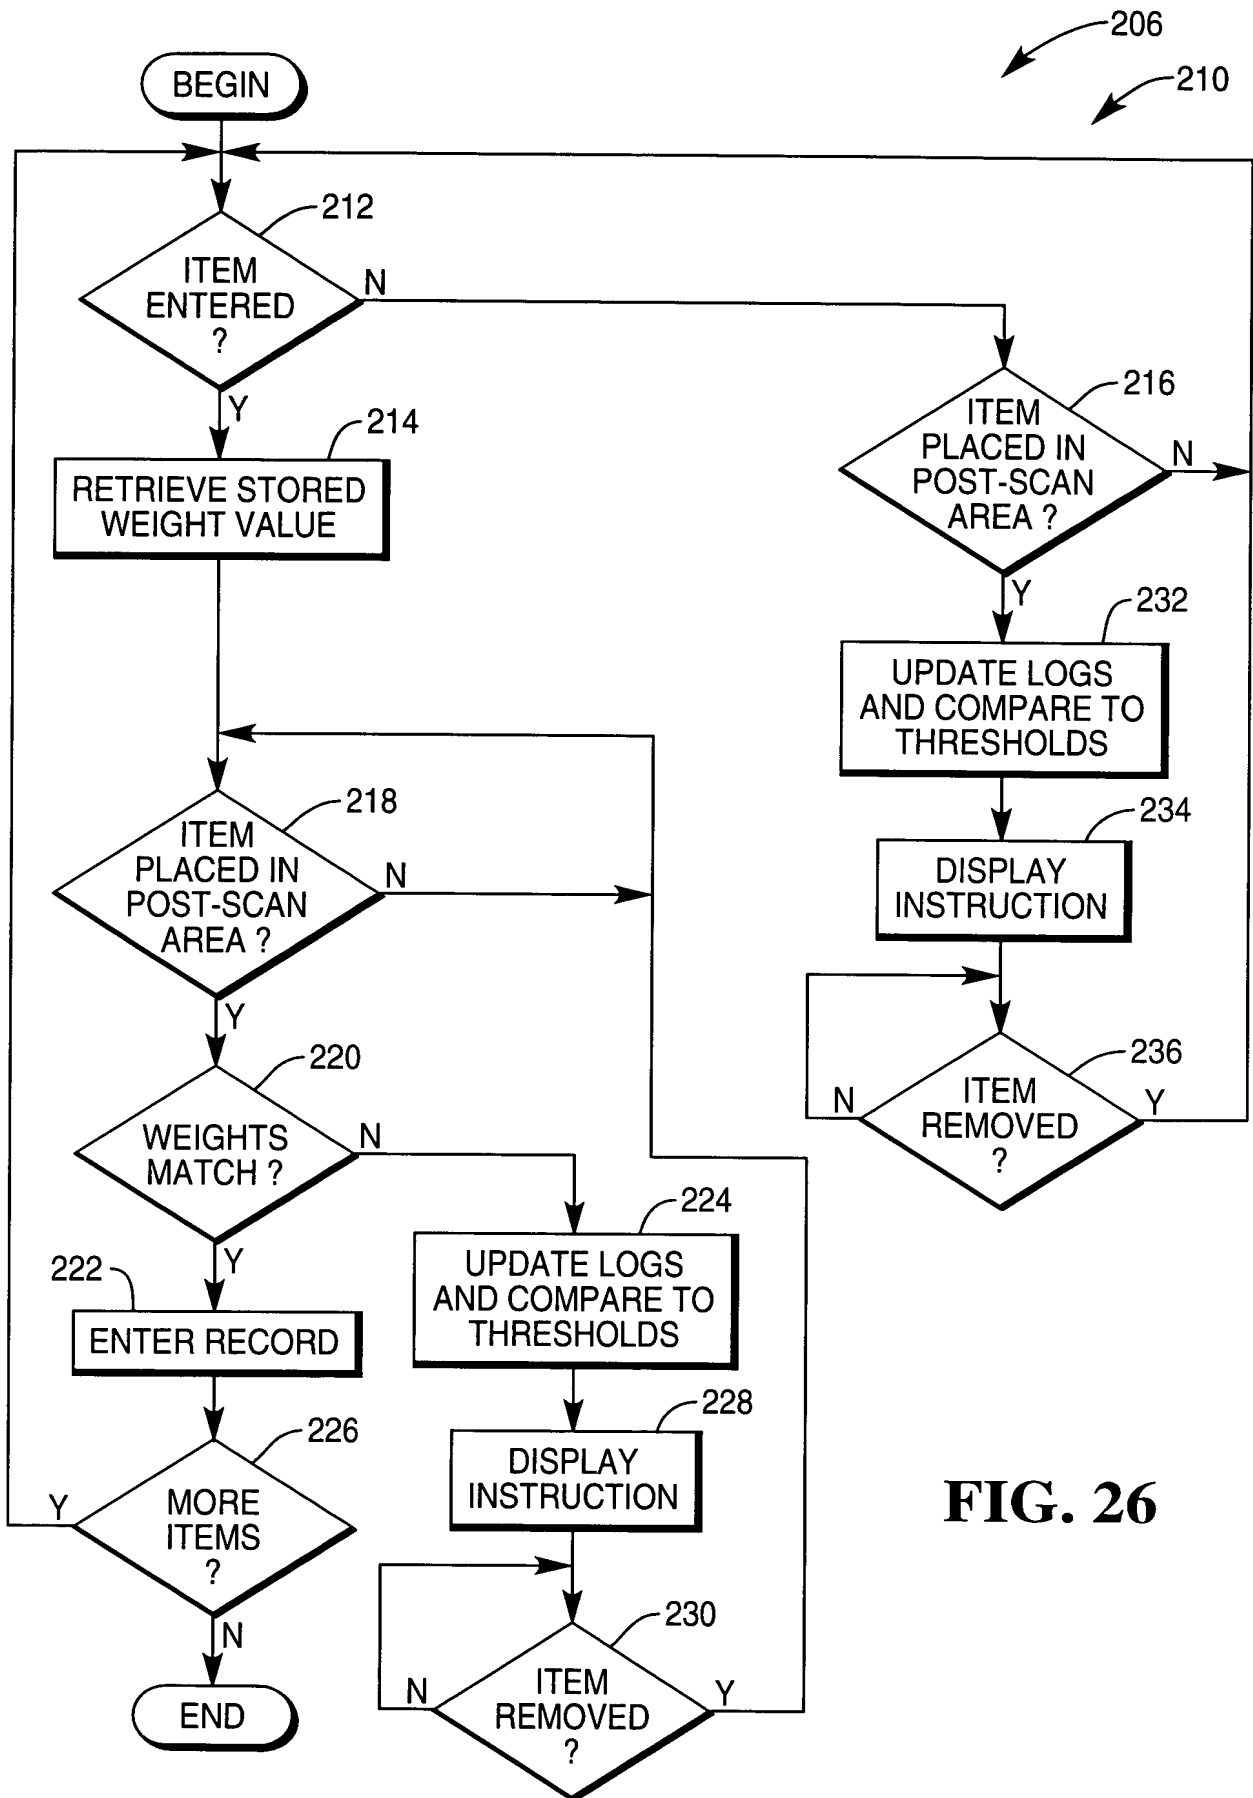 206
210
BEGIN
212
ITEM
ENTERED
?
N
Y
214
RETRIEVE STORED
WEIGHT VALUE
216
ITEM
PLACED IN
POST-SCAN
AREA ?
N
Y
232
UPDATE LOGS
AND COMPARE TO
THRESHOLDS
234
DISPLAY
INSTRUCTION
236
ITEM
REMOVED
?
N
Y
218
ITEM
PLACED IN
POST-SCAN
AREA ?
N
Y
220
WEIGHTS
MATCH ?
N
Y
222
ENTER RECORD
224
UPDATE LOGS
AND COMPARE TO
THRESHOLDS
226
MORE
ITEMS
?
Y
N
END
228
DISPLAY
INSTRUCTION
230
ITEM
REMOVED
?
N
Y
FIG. 26